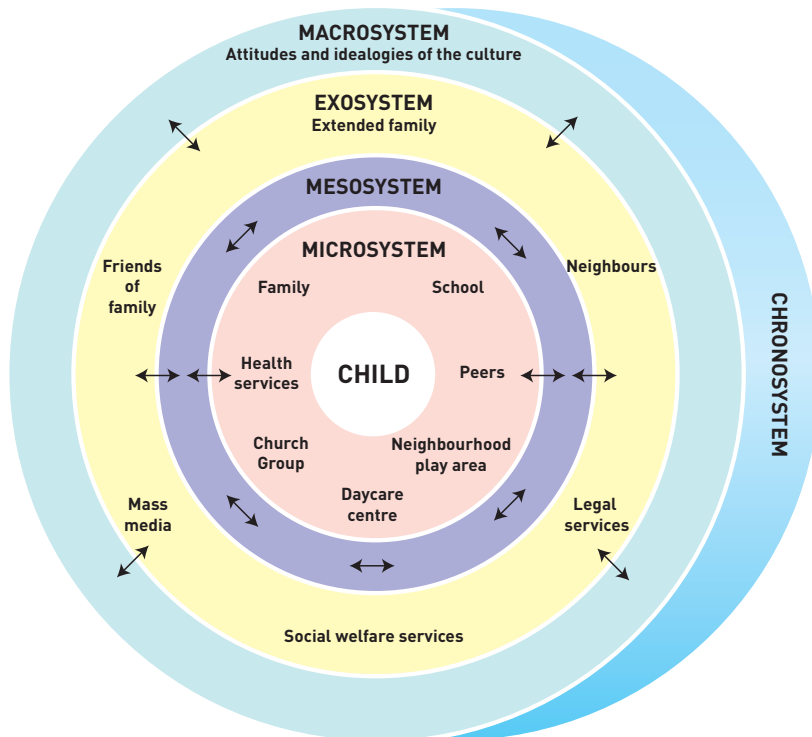 MACROSYSTEM
Attitudes and idealogies of the culture
EXOSYSTEM
Extended family
MESOSYSTEM
MICROSYSTEM
Friends
of
family
Neighbours
Family
School
CHRONOSYSTEM
Health
services
CHILD
Peers
Church
Group
Neighbourhood
play area
Daycare
centre
Mass
media
Legal
services
Social welfare services